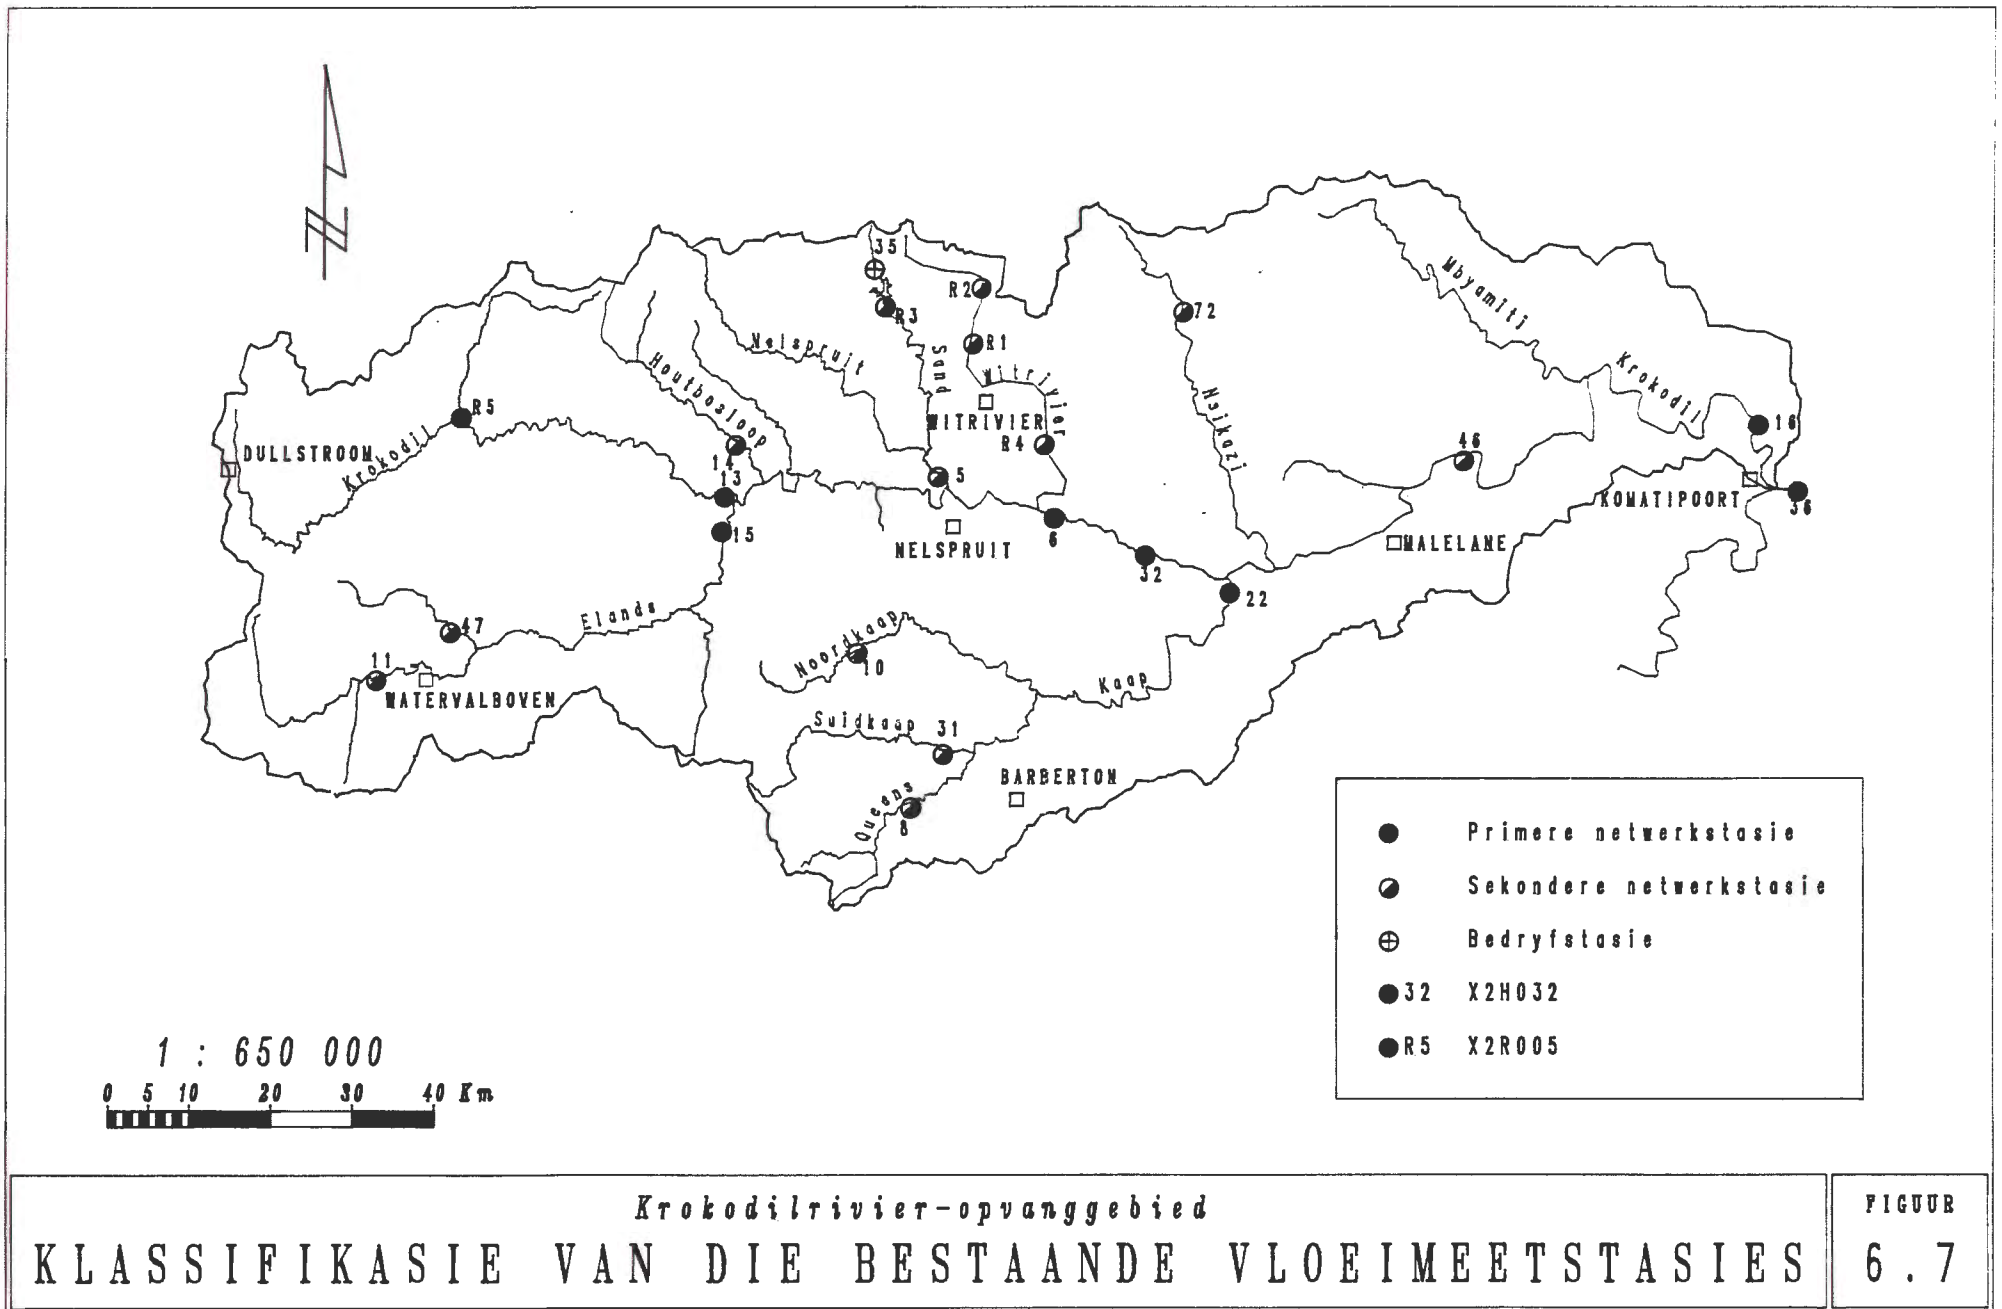 35
R2
R3
72
Mbyamiti
R1
Nelspruit
Sand
Houtbosloop
Witrivier
Krokodil
R5
WITRIVIER
R4
Nsikazi
16
DULLSTROOM
Krokodil
14
46
13
5
KOMATIPOORT
36
15
NELSPRUIT
6
MALELANE
32
22
Elands
47
Noordkaap
10
11
Kaap
WATERVALBOVEN
Suidkaap
31
BARBERTON
Queens
8
Primere netwerkstasie
Sekondere netwerkstasie
Bedryfstasie
32 X2H032
R5 X2R005
1 : 650 000
0 5 10 20 30 40 Km
Krokodilrivier-opvanggebied
KLASSIFIKASIE VAN DIE BESTAANDE VLOEIMEETSTASIES
FIGUUR
6.7